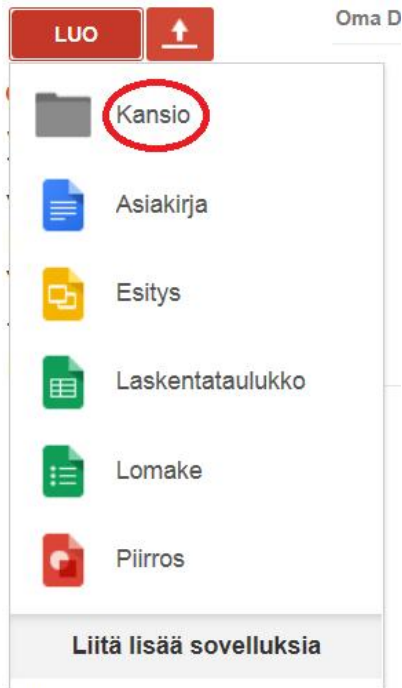 LUO
Oma D
Kansio
Asiakirja
Esitys
Laskentataulukko
Lomake
Piirros
Liitä lisää sovelluksia